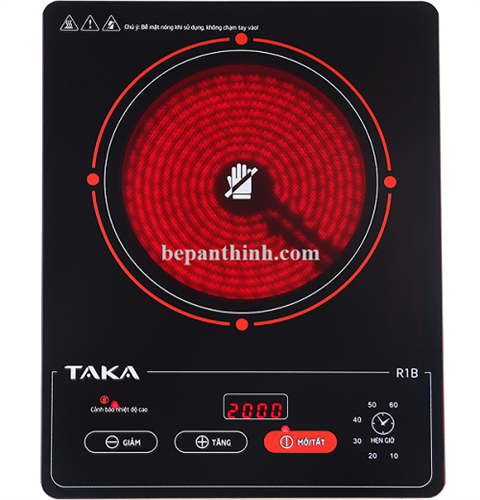 Chú ý: Bề mặt nóng khi sử dụng, không chạm tay vào!
bepanthinh.com
TAKA
R1B
Cảnh báo nhiệt độ cao
2000
GIẢM
TĂNG
MỞ/TẮT
50 60
40
30
HẸN GIỜ
20 10